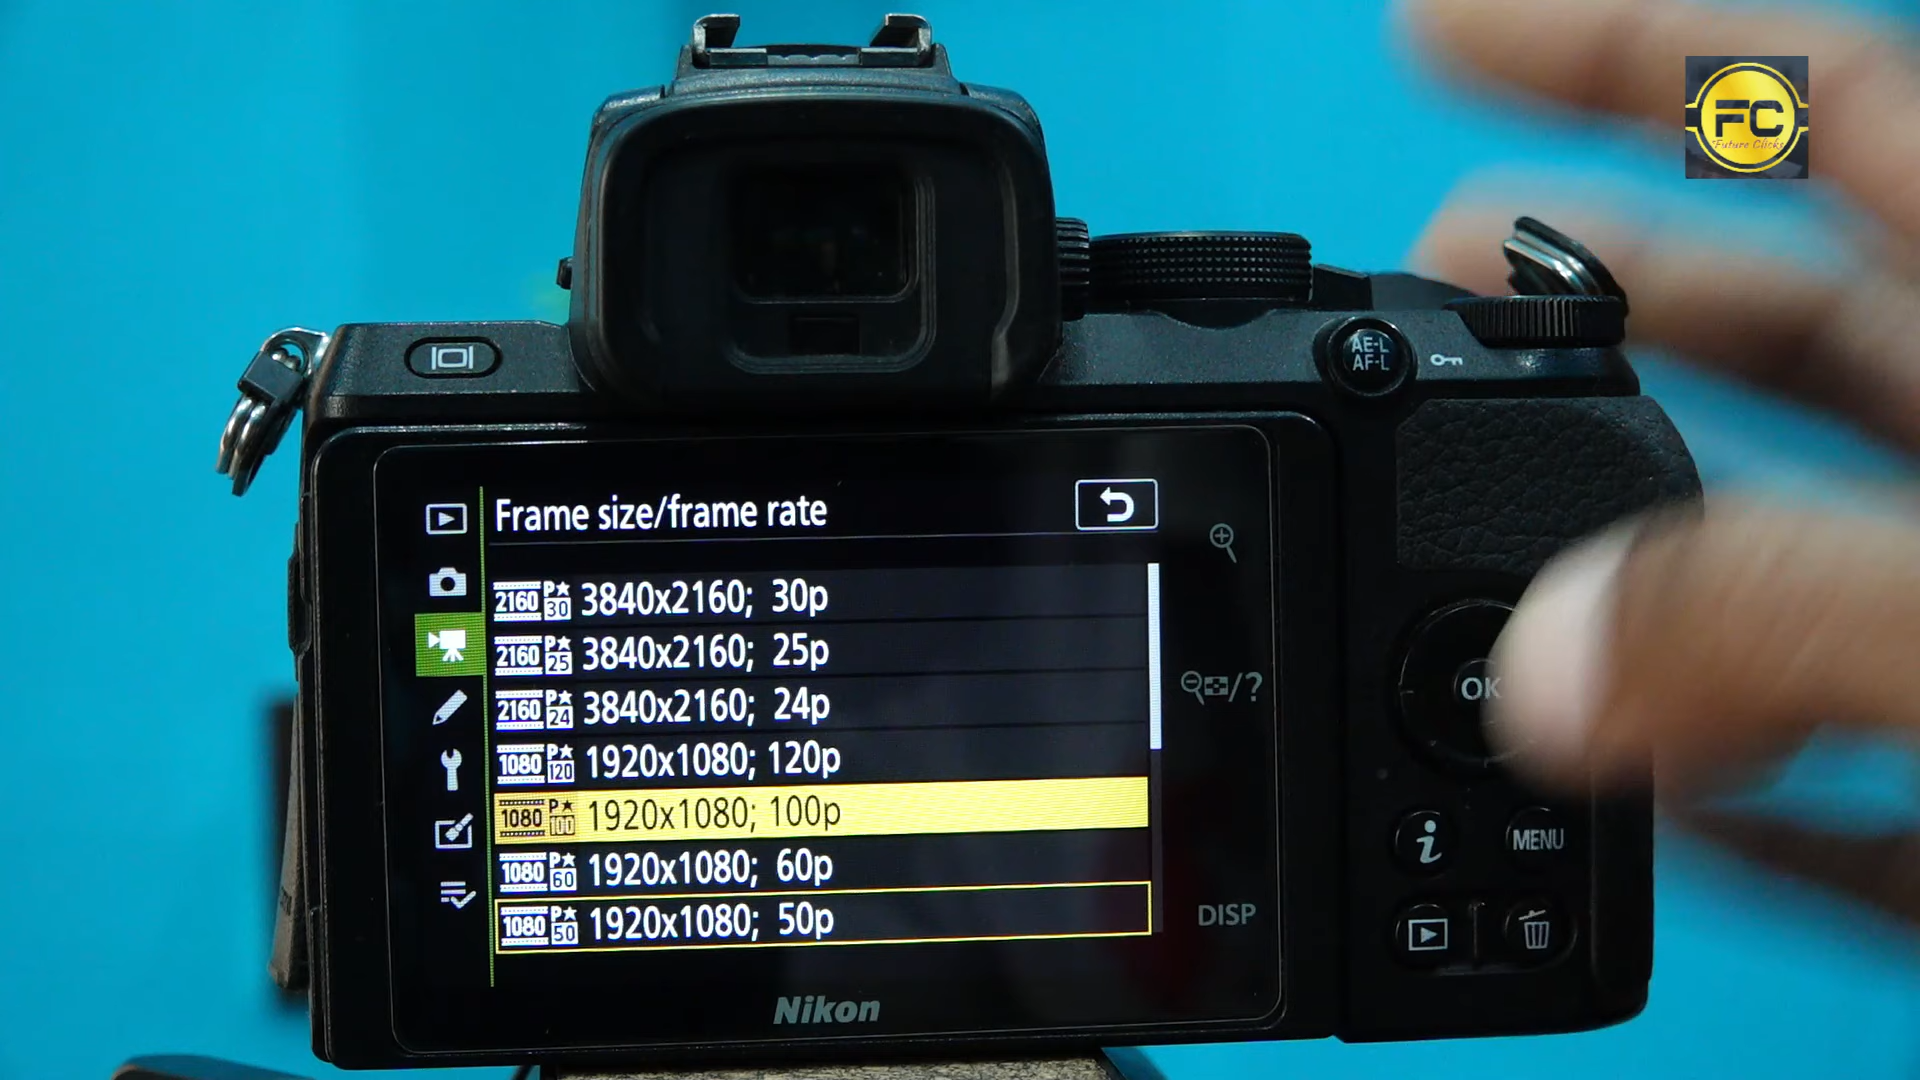 FC
Future Clicks
AE-L
AF-L
Frame size/frame rate
2160 P★ 30 3840x2160; 30p
2160 P★ 25 3840x2160; 25p
2160 P★ 24 3840x2160; 24p
1080 P★ 120 1920x1080; 120p
1080 P★ 100 1920x1080; 100p
1080 P★ 60 1920x1080; 60p
1080 P★ 50 1920x1080; 50p
/?
OK
i
MENU
DISP
Nikon